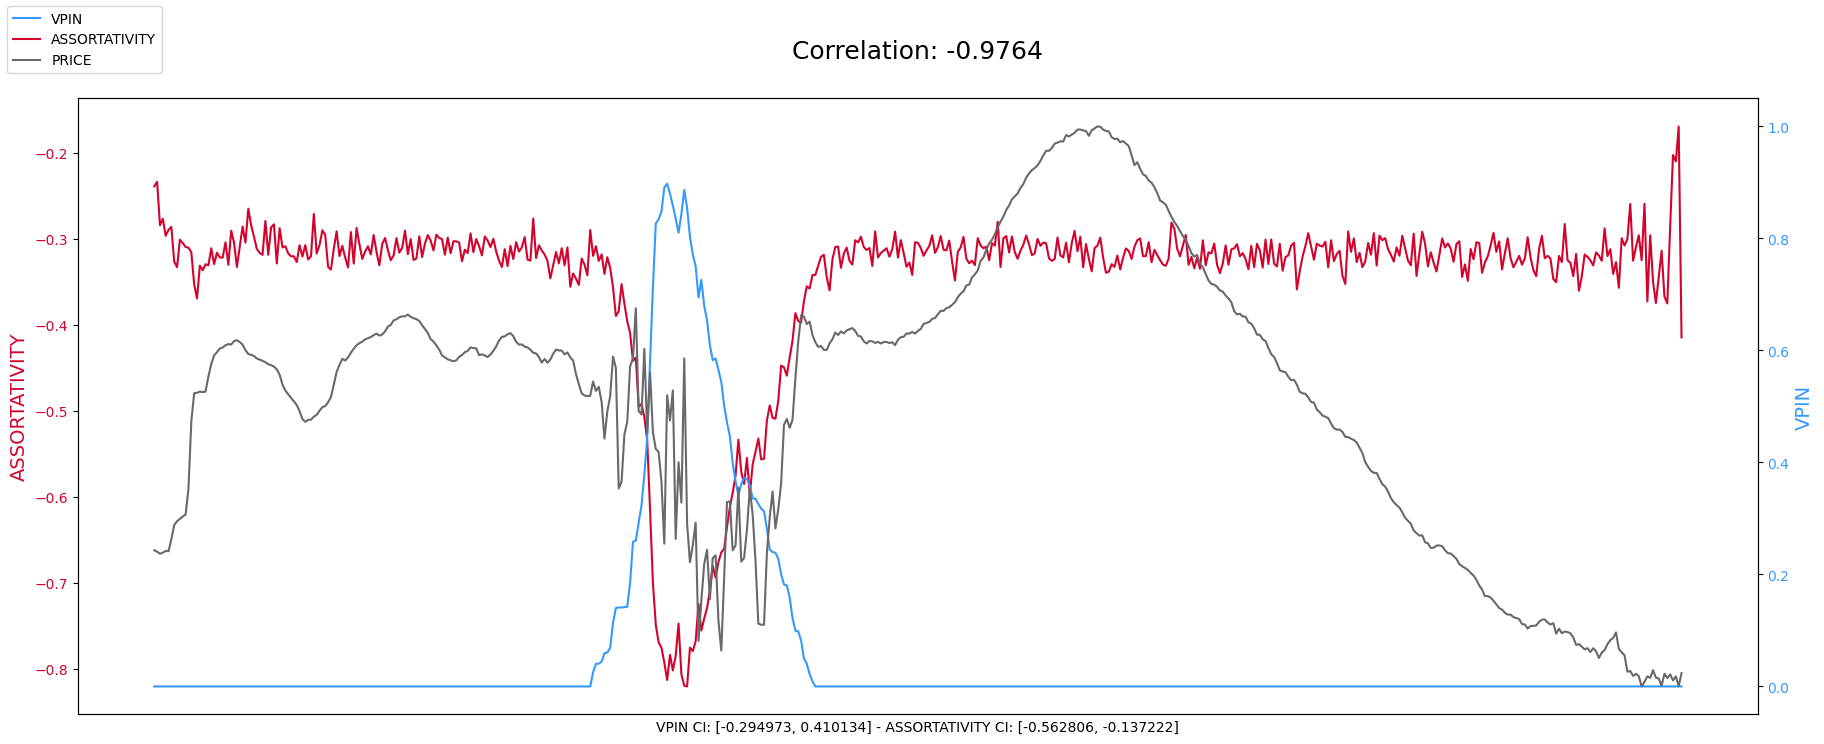 VPIN
ASSORTATIVITY
PRICE
Correlation: -0.9764
−0.2
−0.3
−0.4
−0.5
−0.6
−0.7
−0.8
ASSORTATIVITY
1.0
0.8
0.6
0.4
0.2
0.0
VPIN
VPIN CI: [-0.294973, 0.410134] - ASSORTATIVITY CI: [-0.562806, -0.137222]